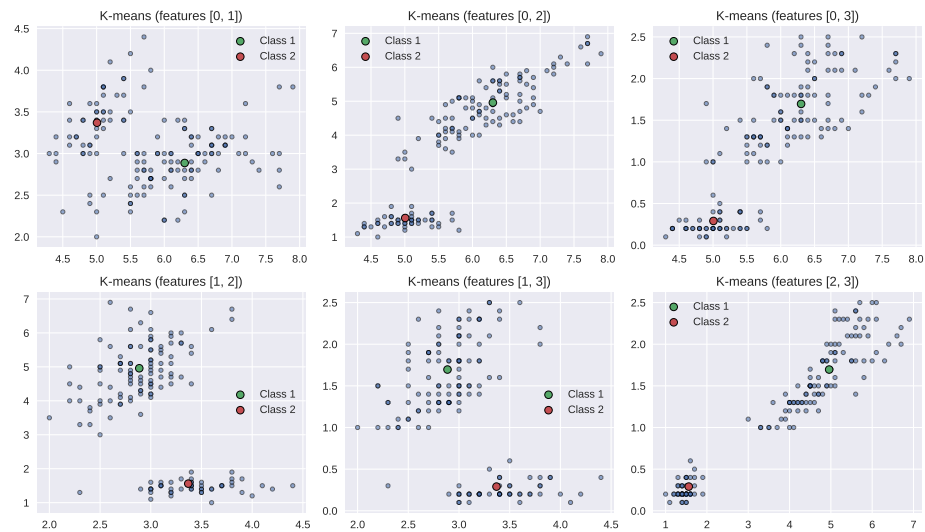 K-means (features [0, 1])
4.5
4.0
3.5
3.0
2.5
2.0
Class 1
Class 2
4.5 5.0 5.5 6.0 6.5 7.0 7.5 8.0
K-means (features [0, 2])
7
6
5
4
3
2
1
Class 1
Class 2
4.5 5.0 5.5 6.0 6.5 7.0 7.5 8.0
K-means (features [0, 3])
2.5
2.0
1.5
1.0
0.5
0.0
Class 1
Class 2
4.5 5.0 5.5 6.0 6.5 7.0 7.5 8.0
K-means (features [1, 2])
7
6
5
4
3
2
1
Class 1
Class 2
2.0 2.5 3.0 3.5 4.0 4.5
K-means (features [1, 3])
2.5
2.0
1.5
1.0
0.5
0.0
Class 1
Class 2
2.0 2.5 3.0 3.5 4.0 4.5
K-means (features [2, 3])
2.5
2.0
1.5
1.0
0.5
0.0
Class 1
Class 2
1 2 3 4 5 6 7